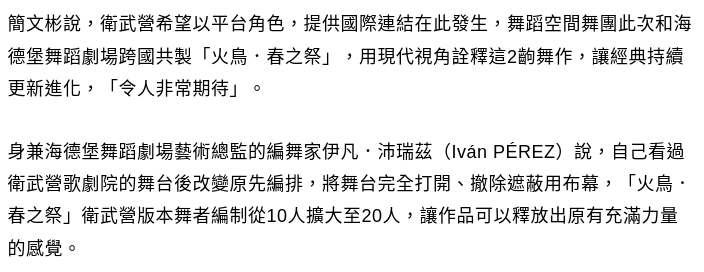 簡文彬說，衛武營希望以平台角色，提供國際連結在此發生，舞蹈空間舞團此次和海
德堡舞蹈劇場跨國共製「火鳥．春之祭」，用現代視角詮釋這2齣舞作，讓經典持續
更新進化，「令人非常期待」。
身兼海德堡舞蹈劇場藝術總監的編舞家伊凡．沛瑞茲（Iván PÉREZ）說，自己看過
衛武營歌劇院的舞台後改變原先編排，將舞台完全打開、撤除遮蔽用布幕，「火鳥．
春之祭」衛武營版本舞者編制從10人擴大至20人，讓作品可以釋放出原有充滿力量
的感覺。